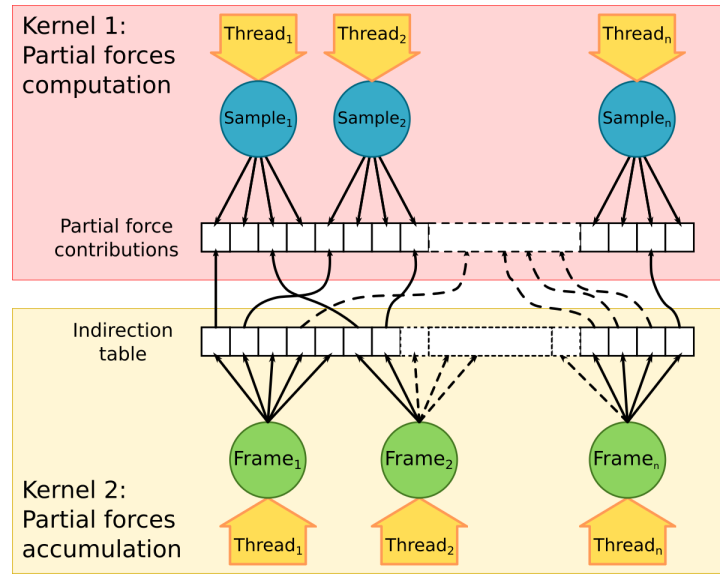 Kernel 1:
Partial forces
computation
Thread₁
Thread₂
Threadₙ
Sample₁
Sample₂
Sampleₙ
Partial force
contributions
Indirection
table
Frame₁
Frame₂
Frameₙ
Kernel 2:
Partial forces
accumulation
Thread₁
Thread₂
Threadₙ